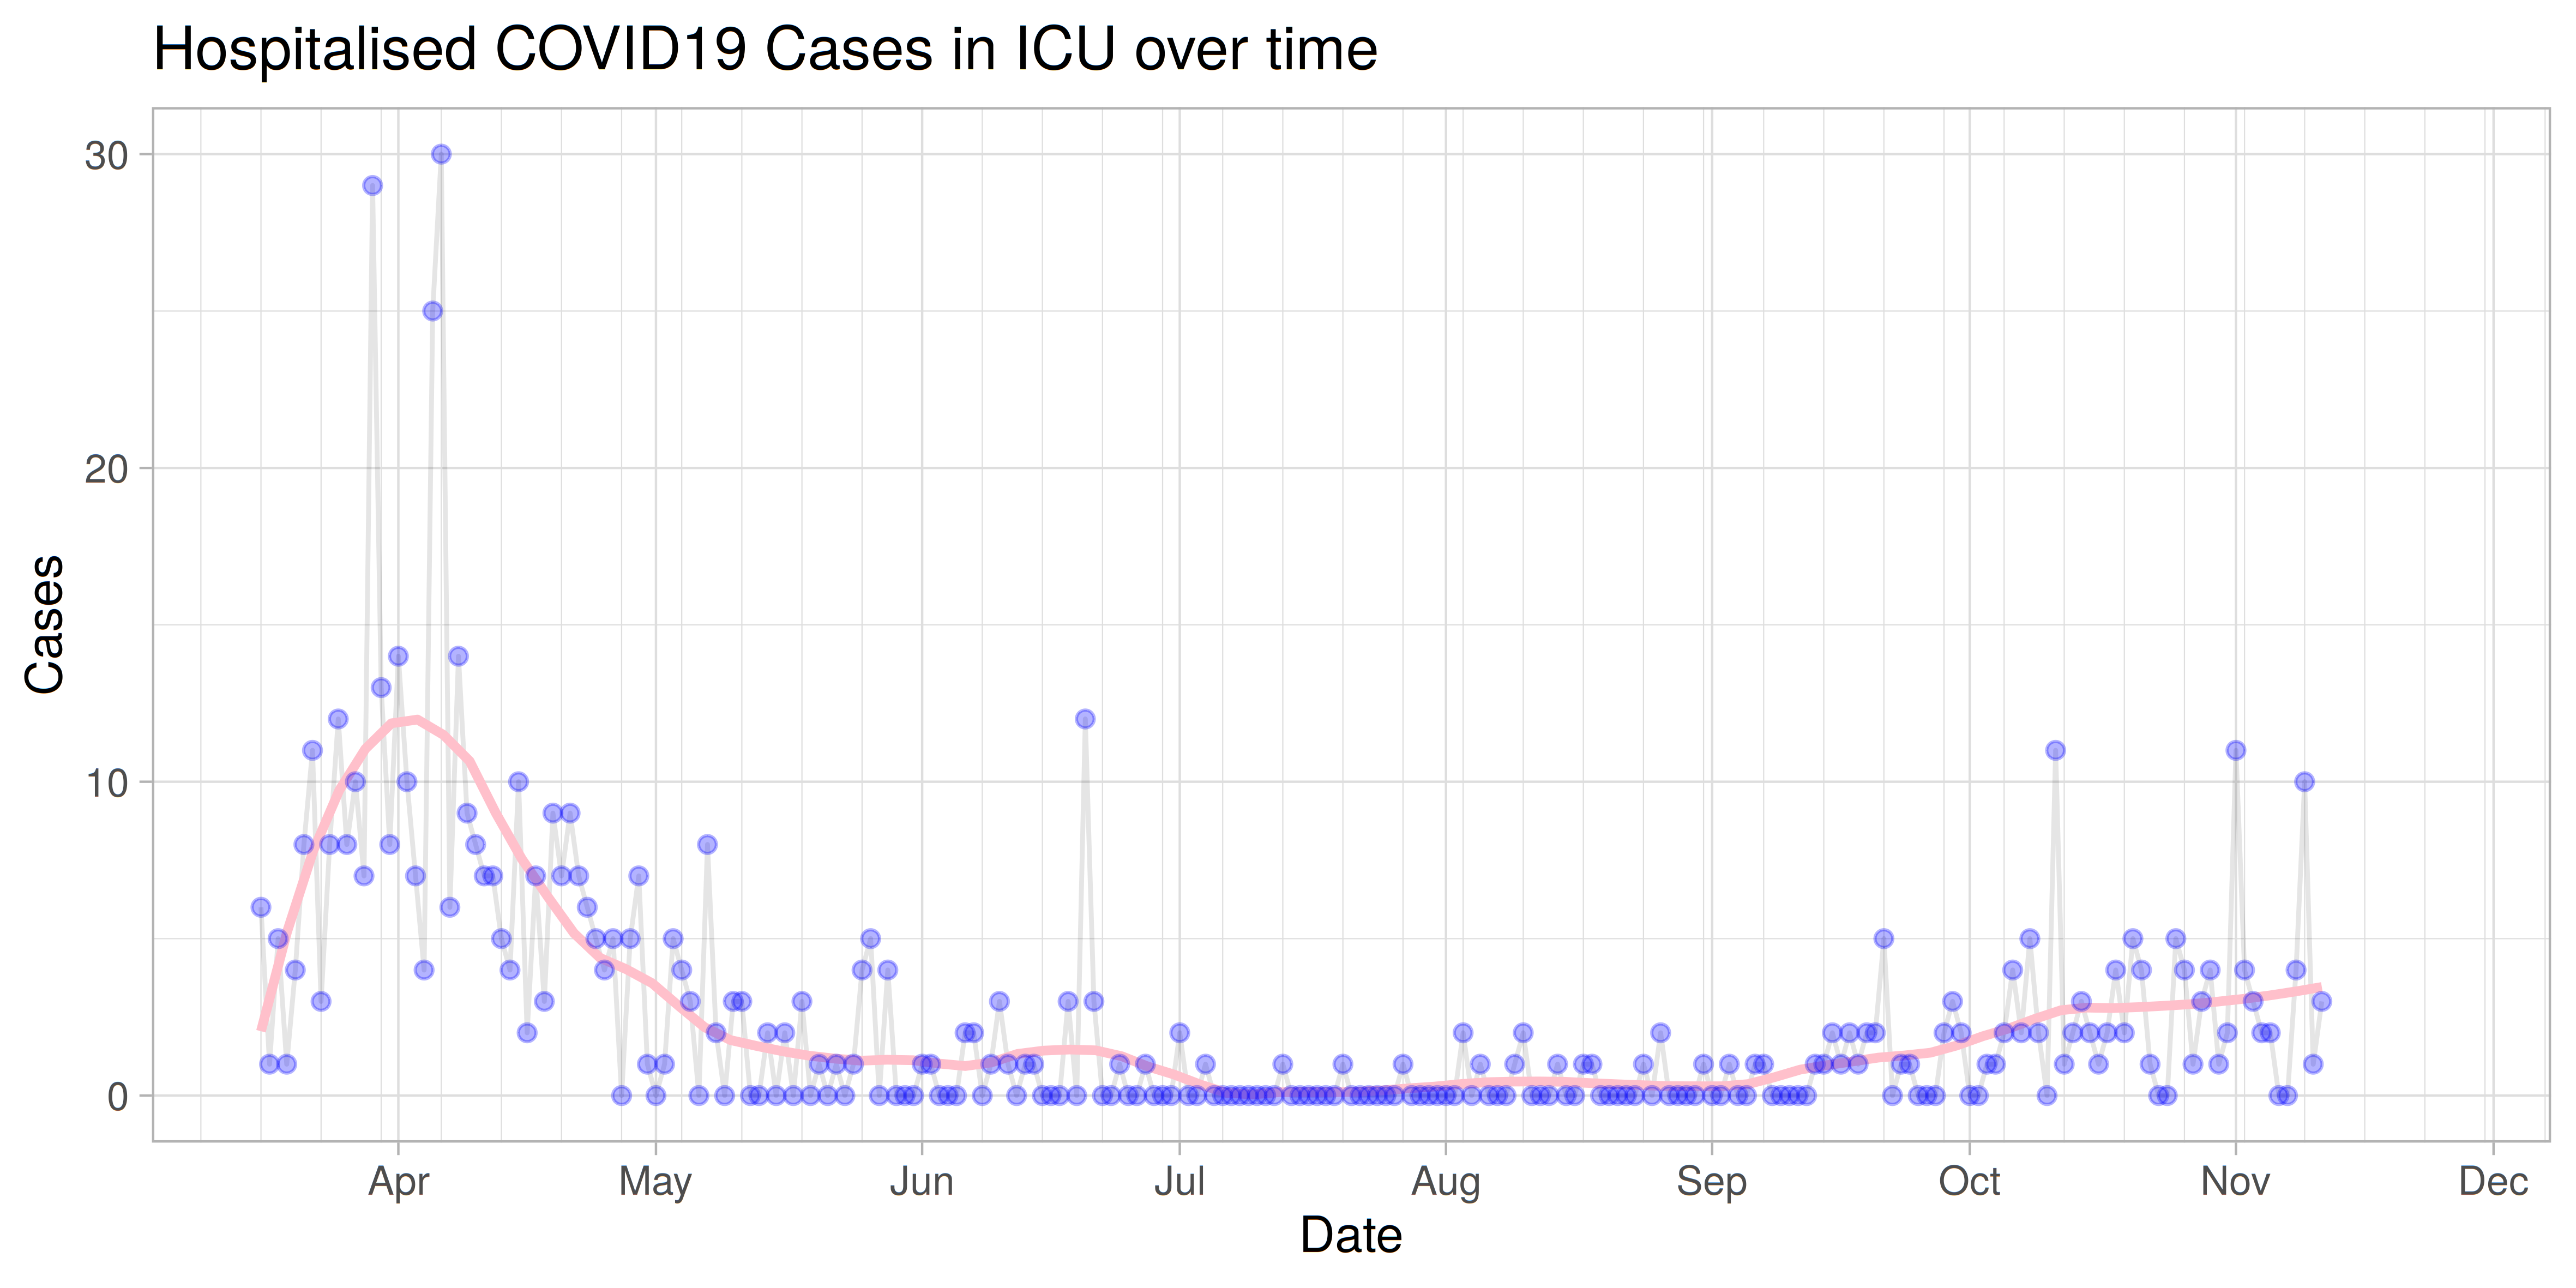 Hospitalised COVID19 Cases in ICU over time
30
20
10
0
Cases
Apr May Jun Jul Aug Sep Oct Nov Dec
Date